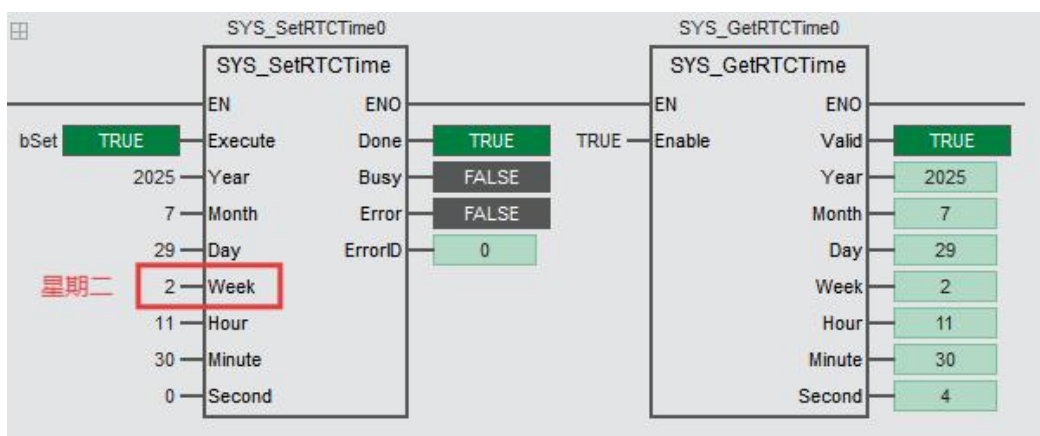 SYS_SetRTCTime0 SYS_GetRTCTime0
SYS_SetRTCTime SYS_GetRTCTime
EN ENO EN ENO
bSet TRUE Execute Done TRUE TRUE Enable Valid TRUE
2025 Year Busy FALSE Year 2025
7 Month Error FALSE Month 7
29 Day ErrorID 0 Day 29
星期二 2 Week Week 2
11 Hour Hour 11
30 Minute Minute 30
0 Second Second 4